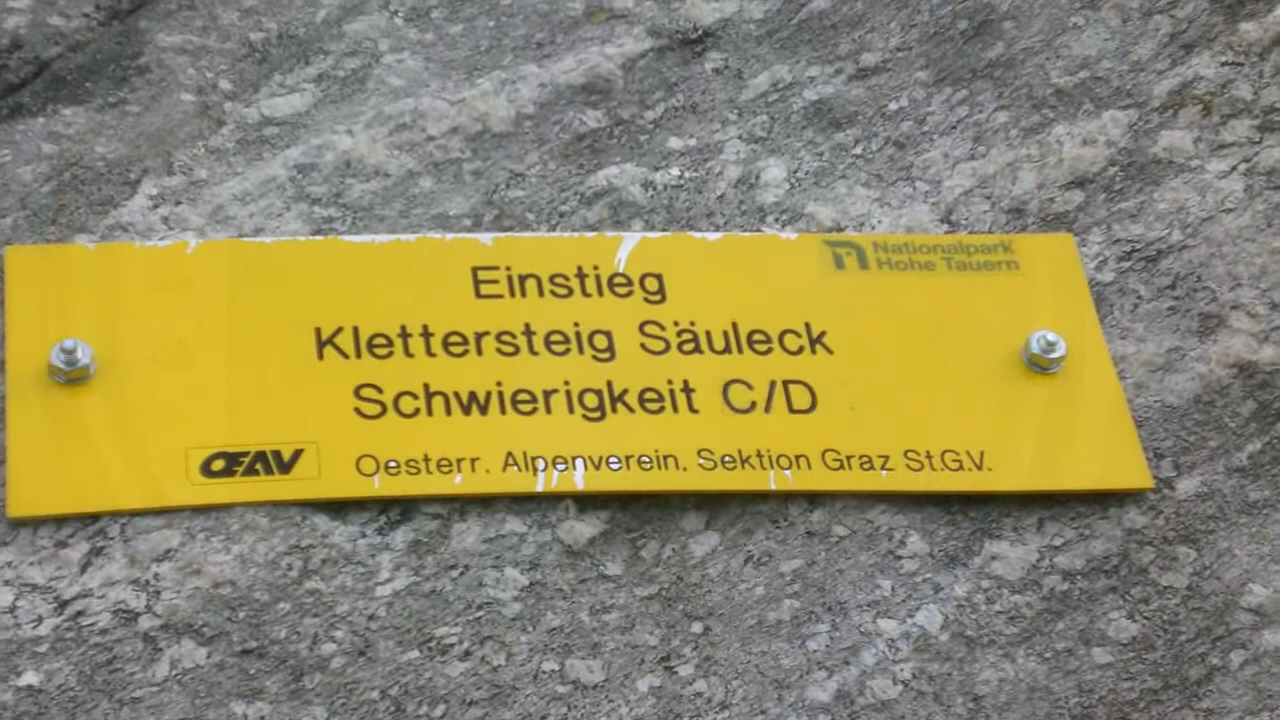 Nationalpark
Hohe Tauern
Einstieg
Klettersteig Säuleck
Schwierigkeit C/D
OEAV Oesterr. Alpenverein. Sektion Graz St.G.V.